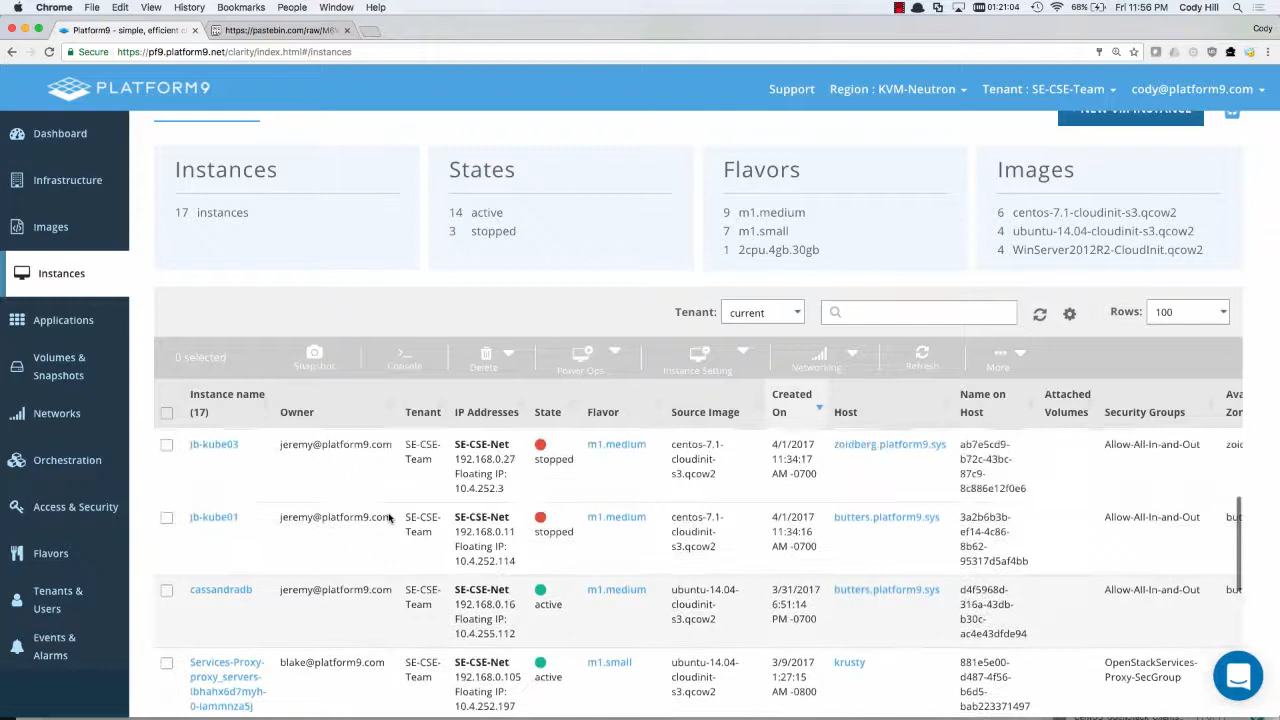 Chrome File Edit View History Bookmarks People Window Help 01:21:04 68% Fri 11:56 PM Cody Hill
Platform9 - simple, efficient c × https://pastebin.com/raw/M6V × Cody
Secure https://pf9.platform9.net/clarity/index.html#/instances
PLATFORM9 Support Region : KVM-Neutron Tenant : SE-CSE-Team cody@platform9.com
NEW VM INSTANCE
Dashboard
Infrastructure
Images
Instances
Applications
Volumes &
Snapshots
Networks
Orchestration
Access & Security
Flavors
Tenants &
Users
Events &
Alarms
Instances
17 instances
States
14 active
3 stopped
Flavors
9 m1.medium
7 m1.small
1 2cpu.4gb.30gb
Images
6 centos-7.1-cloudinit-s3.qcow2
4 ubuntu-14.04-cloudinit-s3.qcow2
4 WinServer2012R2-CloudInit.qcow2
Tenant: current Rows: 100
0 selected Snapshot Console Delete Power Ops Instance Setting Networking Refresh More
Instance name Created Name on Attached Ava
(17) Owner Tenant IP Addresses State Flavor Source Image On Host Host Volumes Security Groups Zon
jb-kube03 jeremy@platform9.com SE-CSE- SE-CSE-Net m1.medium centos-7.1- 4/1/2017 zoidberg.platform9.sys ab7e5cd9- Allow-All-In-and-Out zoid
Team 192.168.0.27 stopped cloudinit- 11:34:17 b72c-43bc-
Floating IP: s3.qcow2 AM -0700 87c9-
10.4.252.3 8c886e12f0e6
jb-kube01 jeremy@platform9.com SE-CSE- SE-CSE-Net m1.medium centos-7.1- 4/1/2017 butters.platform9.sys 3a2b6b3b- Allow-All-In-and-Out but
Team 192.168.0.11 stopped cloudinit- 11:34:16 ef14-4c86-
Floating IP: s3.qcow2 AM -0700 8b62-
10.4.252.114 95317d5af4bb
cassandradb jeremy@platform9.com SE-CSE- SE-CSE-Net m1.medium ubuntu-14.04- 3/31/2017 butters.platform9.sys d4f5968d- Allow-All-In-and-Out but
Team 192.168.0.16 active cloudinit- 6:51:14 316a-43db-
Floating IP: s3.qcow2 PM -0700 b30c-
10.4.255.112 ac4e43dfde94
Services-Proxy- blake@platform9.com SE-CSE- SE-CSE-Net m1.small ubuntu-14.04- 3/9/2017 krusty 881e5e00- OpenStackServices-
proxy_servers- Team 192.168.0.105 active cloudinit- 1:27:15 d487-4f56- Proxy-SecGroup
lbhahx6d7myh- Floating IP: s3.qcow2 AM -0800 b6d5-
0-iammnza5j 10.4.252.197 bab223371497